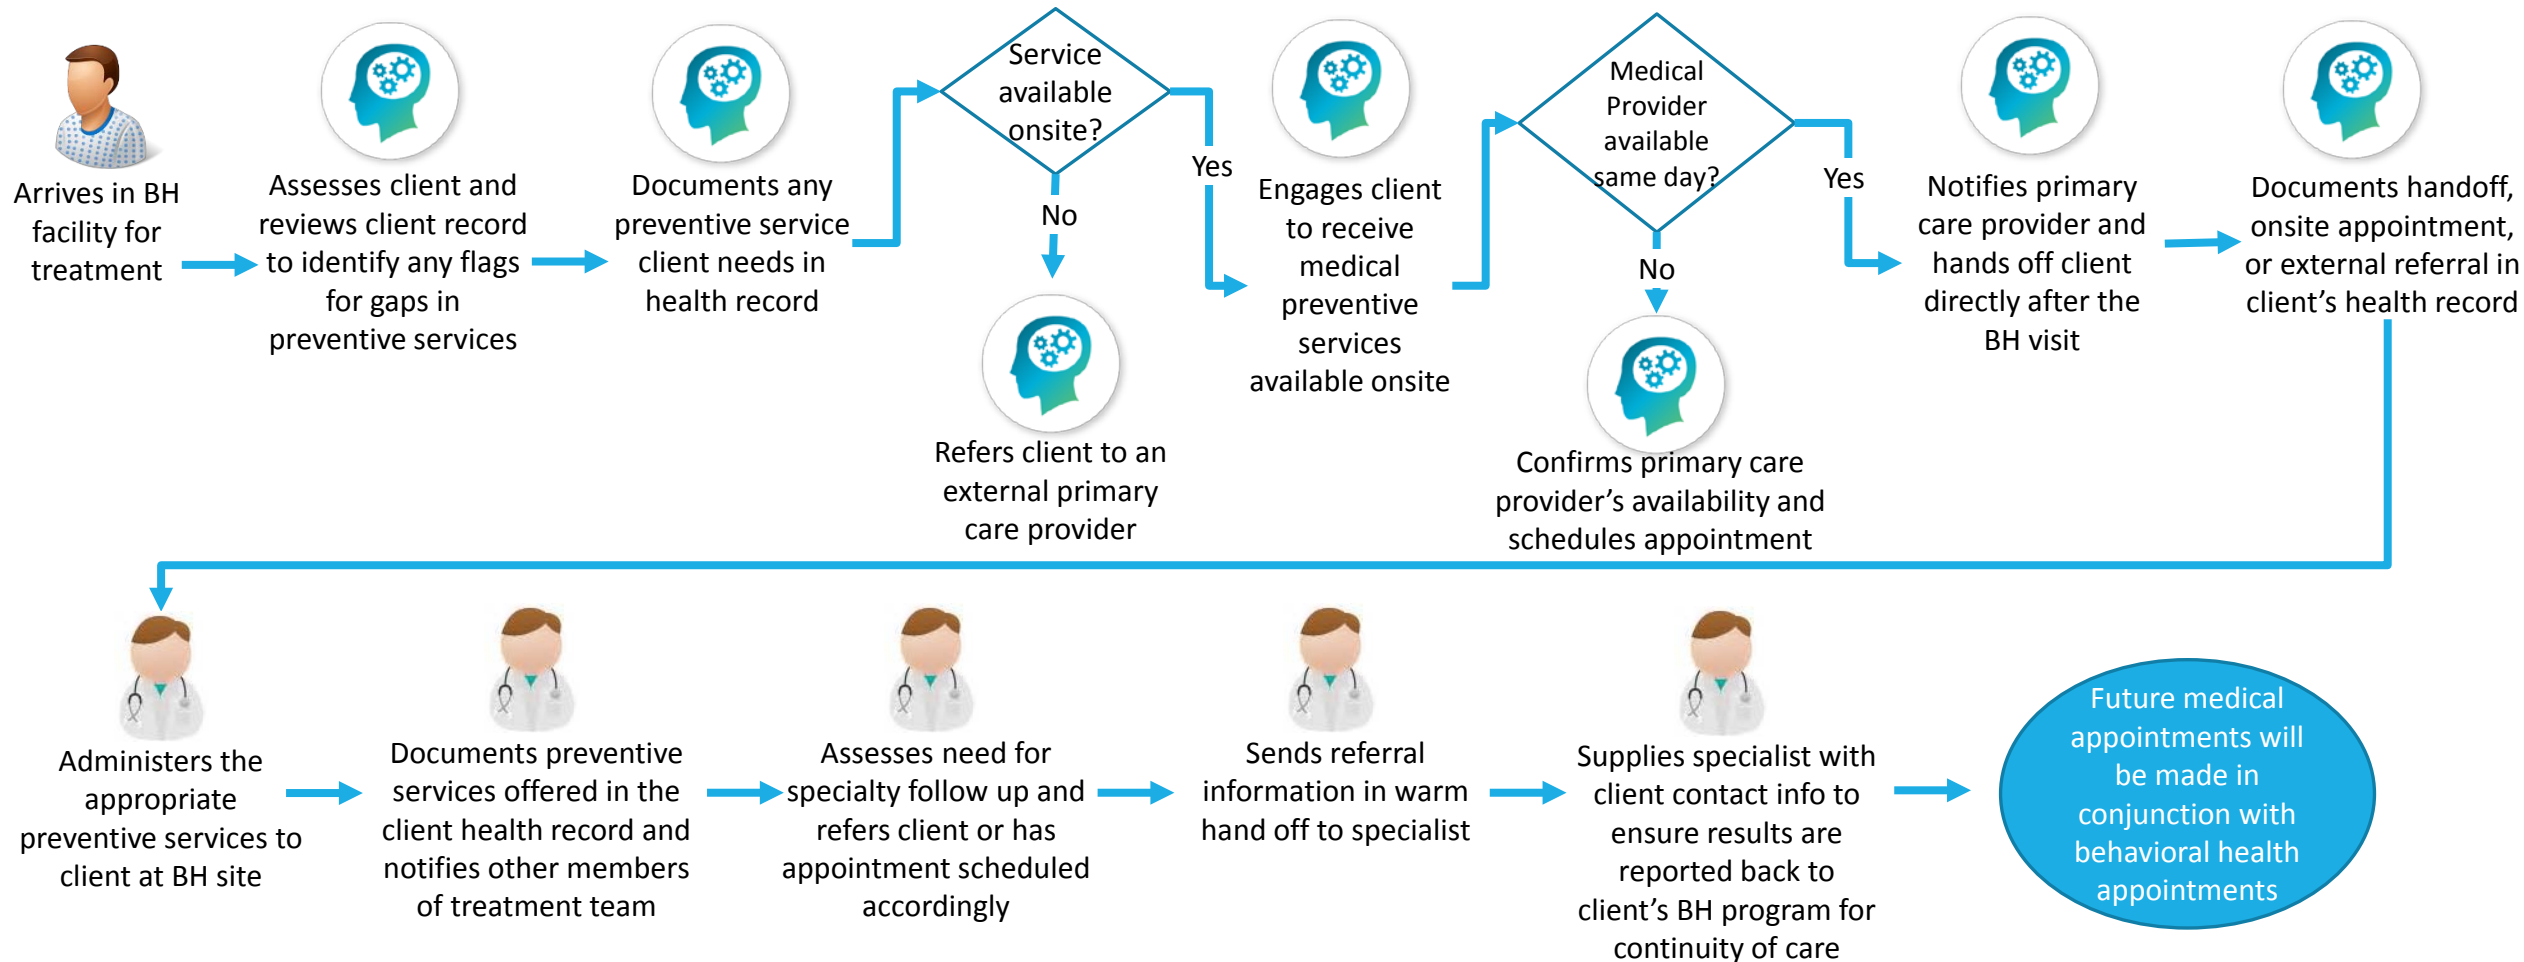 Arrives in BH
facility for
treatment
Assesses client and
reviews client record
to identify any flags
for gaps in
preventive services
Documents any
preventive service
client needs in
health record
Service
available
onsite?
Yes
No
Refers client to an
external primary
care provider
Engages client
to receive
medical
preventive
services
available onsite
Medical
Provider
available
same day?
Yes
No
Confirms primary care
provider’s availability and
schedules appointment
Notifies primary
care provider and
hands off client
directly after the
BH visit
Documents handoff,
onsite appointment,
or external referral in
client’s health record
Administers the
appropriate
preventive services to
client at BH site
Documents preventive
services offered in the
client health record and
notifies other members
of treatment team
Assesses need for
specialty follow up and
refers client or has
appointment scheduled
accordingly
Sends referral
information in warm
hand off to specialist
Supplies specialist with
client contact info to
ensure results are
reported back to
client’s BH program for
continuity of care
Future medical
appointments will
be made in
conjunction with
behavioral health
appointments